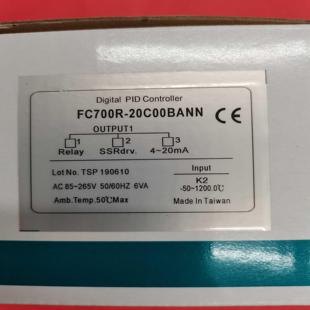 Digital PID Controller
FC700R-20C00BANN CE
OUTPUT1
1 2 3
Relay SSRdrv. 4~20mA
Lot No. TSP 190610
AC 85~265V 50/60HZ 6VA
Amb.Temp.50℃Max
Input
K2
-50~1200.0℃
Made In Taiwan